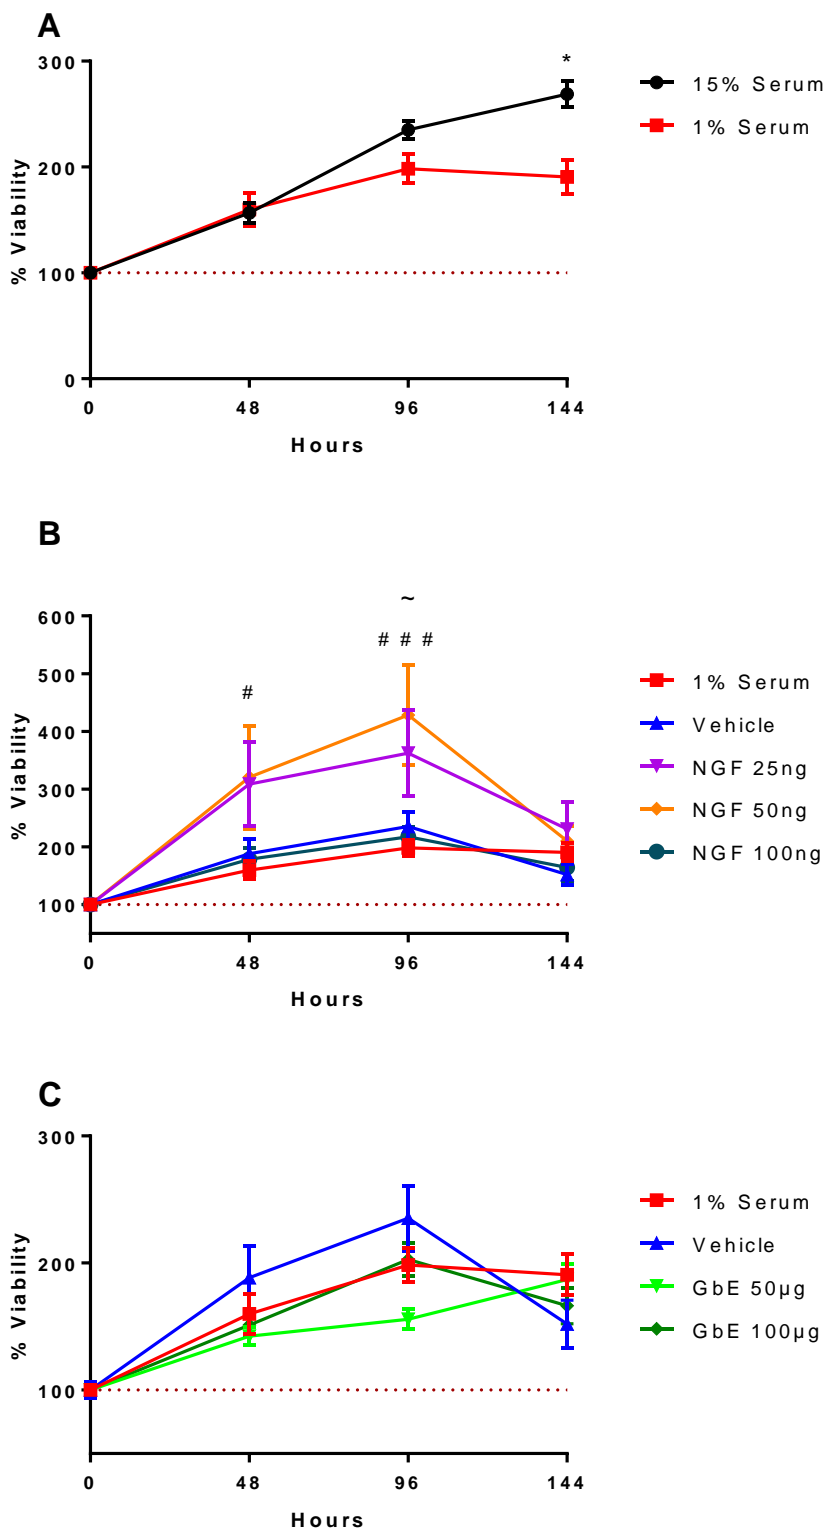 A
300
*
15% Serum
1% Serum
200
% Viability
100
0
0 48 96 144
Hours
B
600
~
# # #
500
#
1% Serum
400
Vehicle
% Viability
NGF 25ng
300
NGF 50ng
200
NGF 100ng
100
0 48 96 144
Hours
C
300
1% Serum
Vehicle
200
GbE 50µg
% Viability
GbE 100µg
100
0 48 96 144
Hours